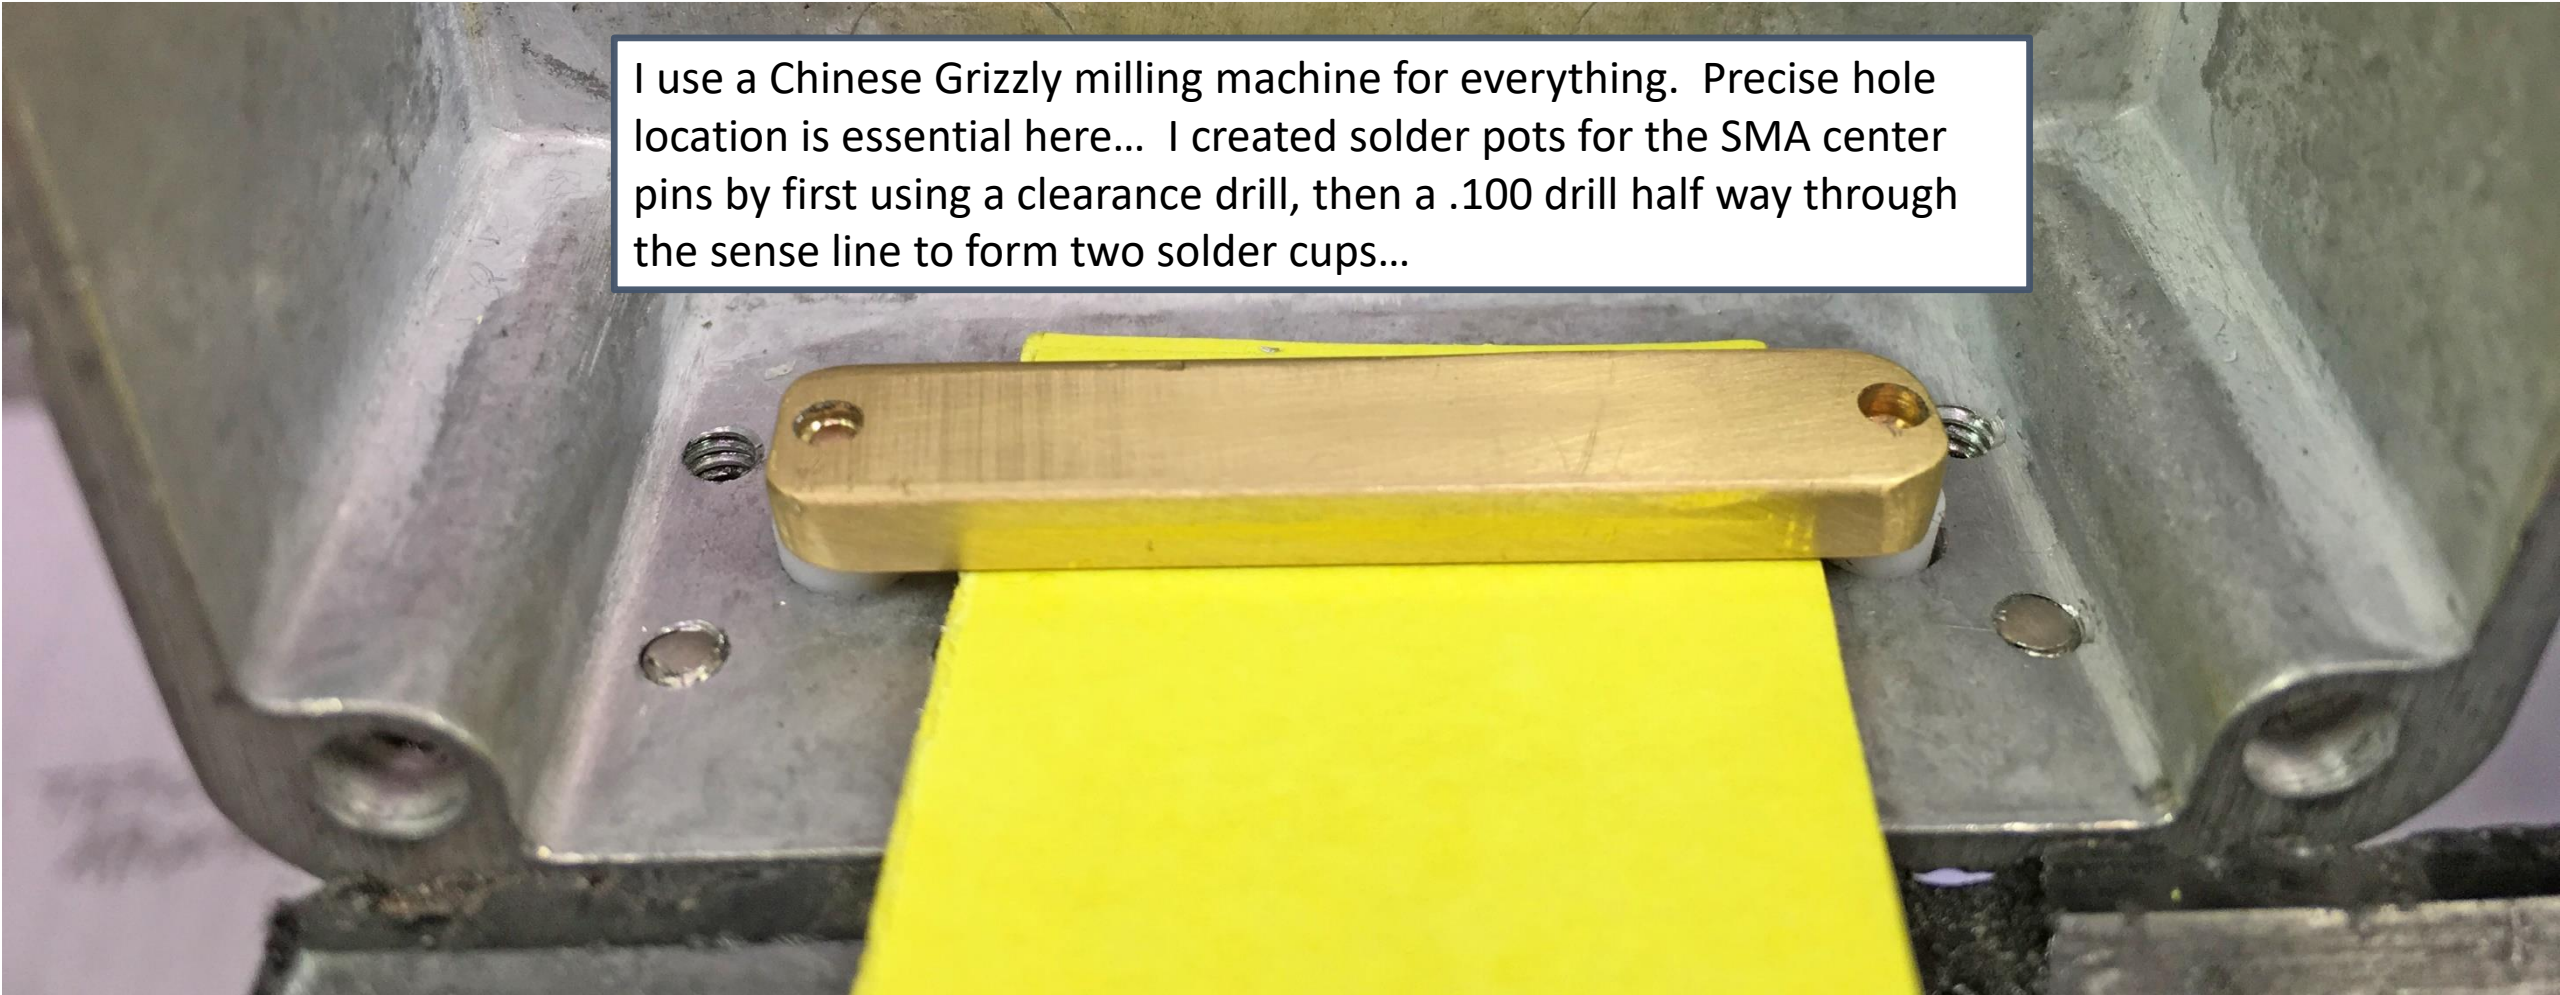 I use a Chinese Grizzly milling machine for everything.  Precise hole
location is essential here…  I created solder pots for the SMA center
pins by first using a clearance drill, then a .100 drill half way through
the sense line to form two solder cups…